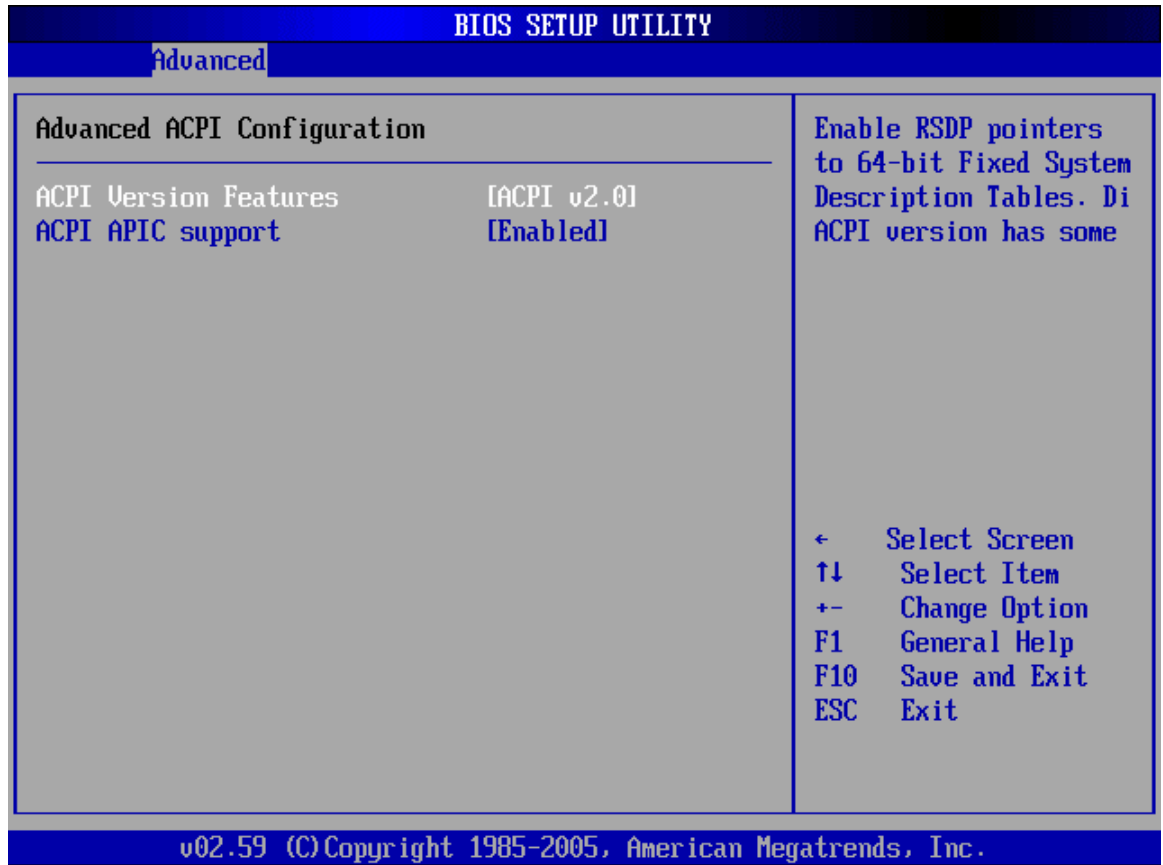 BIOS SETUP UTILITY
Advanced
Advanced ACPI Configuration
ACPI Version Features [ACPI v2.0]
ACPI APIC support [Enabled]
Enable RSDP pointers
to 64-bit Fixed System
Description Tables. Di
ACPI version has some
← Select Screen
↑↓ Select Item
+- Change Option
F1 General Help
F10 Save and Exit
ESC Exit
v02.59 (C)Copyright 1985-2005, American Megatrends, Inc.